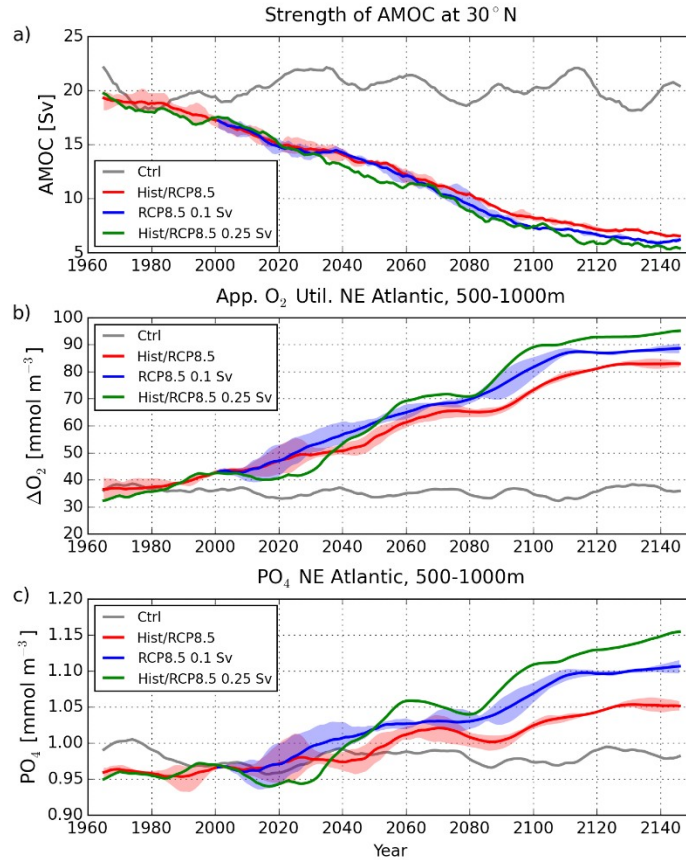 Strength of AMOC at 30°N
a)
AMOC [Sv]
25
20
15
10
5
Ctrl
Hist/RCP8.5
RCP8.5 0.1 Sv
Hist/RCP8.5 0.25 Sv
1960 1980 2000 2020 2040 2060 2080 2100 2120 2140
App. O₂ Util. NE Atlantic, 500-1000m
b)
ΔO₂ [mmol m⁻³]
100
90
80
70
60
50
40
30
20
Ctrl
Hist/RCP8.5
RCP8.5 0.1 Sv
Hist/RCP8.5 0.25 Sv
1960 1980 2000 2020 2040 2060 2080 2100 2120 2140
PO₄ NE Atlantic, 500-1000m
c)
PO₄ [mmol m⁻³]
1.20
1.15
1.10
1.05
1.00
0.95
0.90
Ctrl
Hist/RCP8.5
RCP8.5 0.1 Sv
Hist/RCP8.5 0.25 Sv
1960 1980 2000 2020 2040 2060 2080 2100 2120 2140
Year